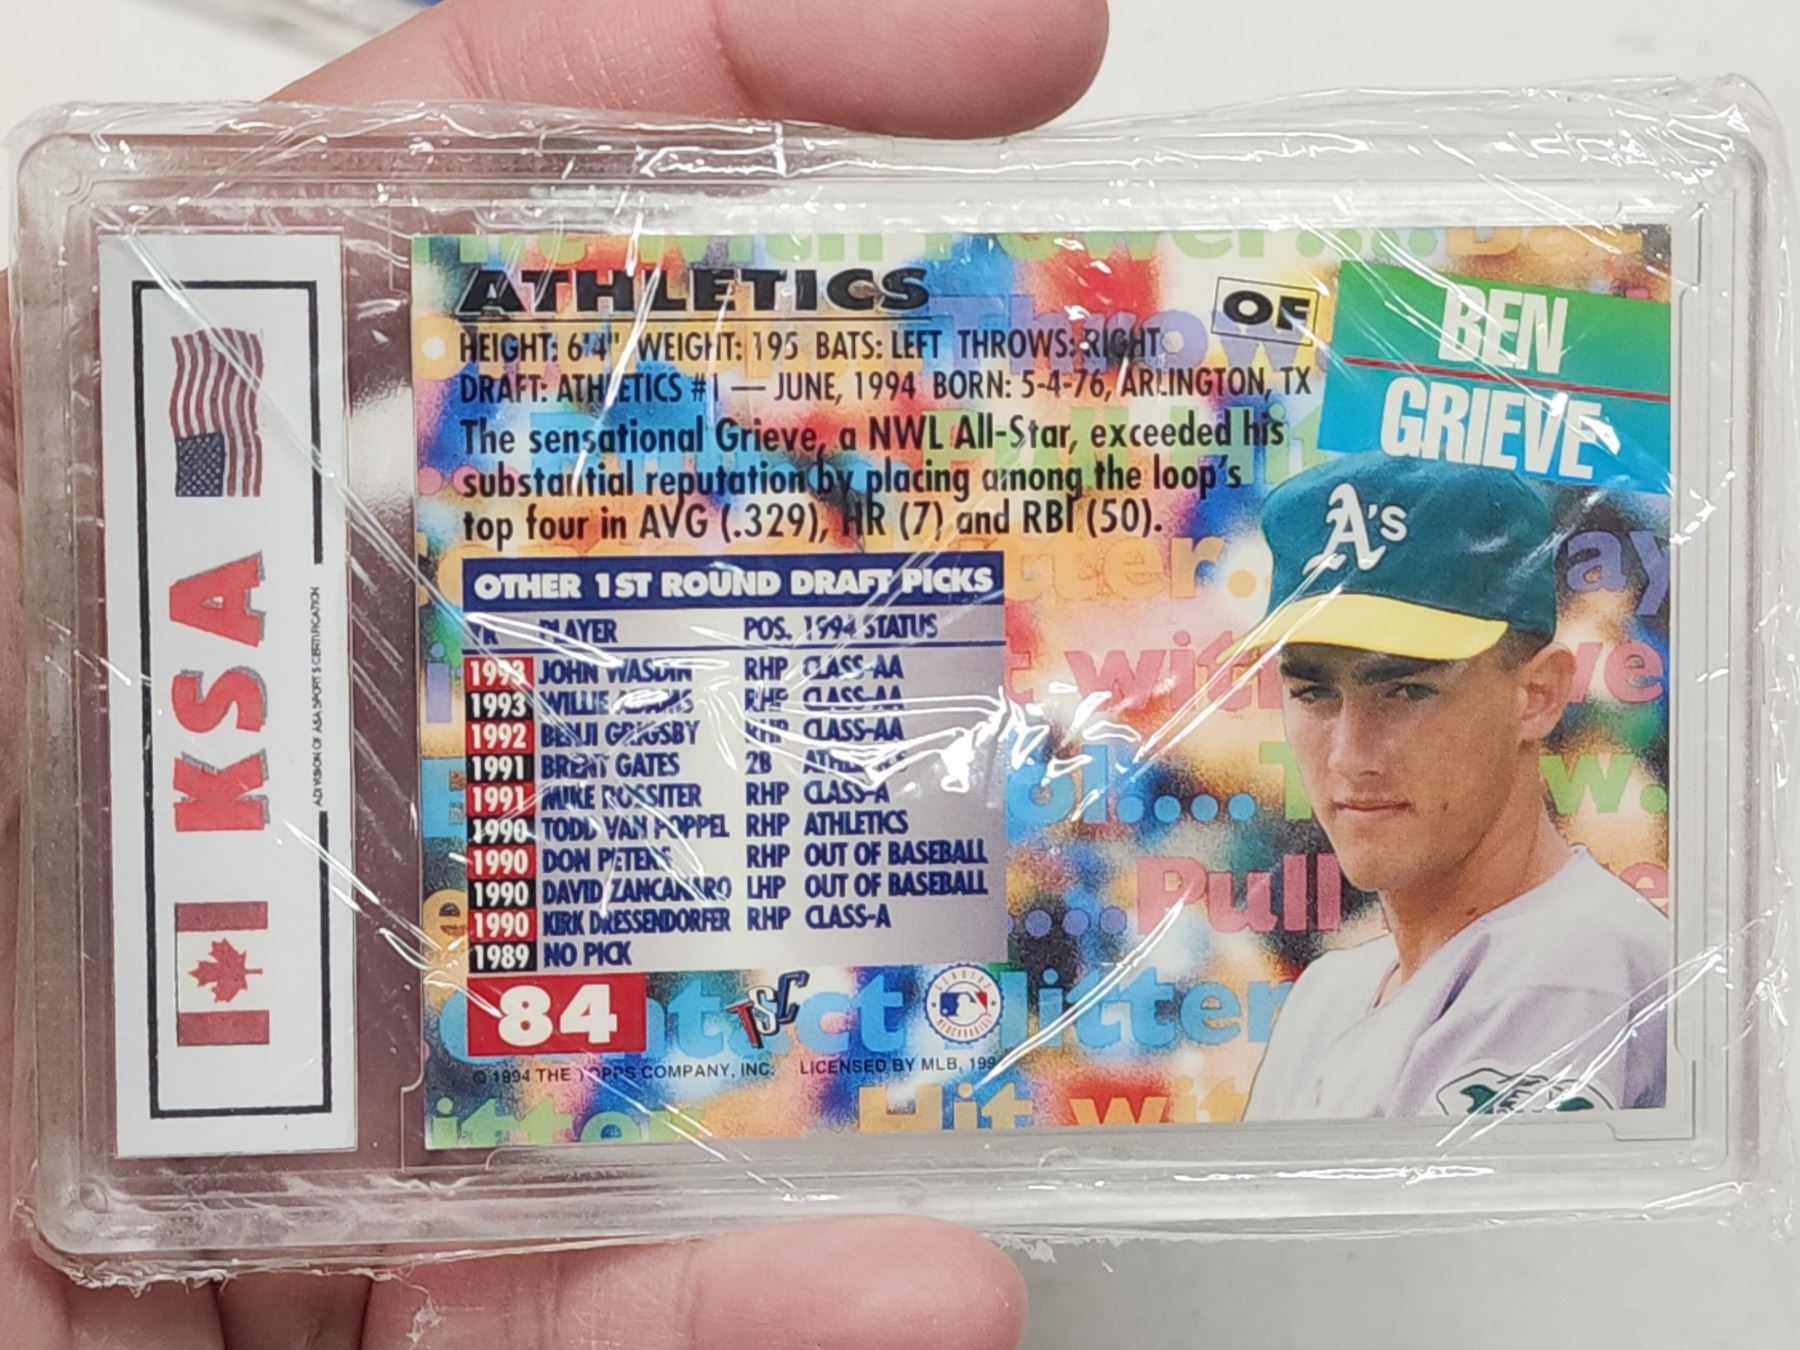 KSA
A DIVISION OF ASA SPORTS CERTIFICATION
ATHLETICS
OF
BEN
GRIEVE
HEIGHT: 6'4" WEIGHT: 195 BATS: LEFT THROWS: RIGHT
DRAFT: ATHLETICS #1 — JUNE, 1994 BORN: 5-4-76, ARLINGTON, TX
The sensational Grieve, a NWL All-Star, exceeded his
substantial reputation by placing among the loop's
top four in AVG (.329), HR (7) and RBI (50).
A's
OTHER 1ST ROUND DRAFT PICKS
YR PLAYER POS. 1994 STATUS
1993 JOHN WASDIN RHP CLASS-AA
1993 WILLIE ADAMS RHP CLASS-AA
1992 BENJI GRIGSBY RHP CLASS-AA
1991 BRENT GATES 2B ATHLETICS
1991 MIKE ROSSITER RHP CLASS-A
1990 TODD VAN POPPEL RHP ATHLETICS
1990 DON PETERS RHP OUT OF BASEBALL
1990 DAVID ZANCANARO LHP OUT OF BASEBALL
1990 KIRK DRESSENDORFER RHP CLASS-A
1989 NO PICK
84
TSC
© 1994 THE TOPPS COMPANY, INC. LICENSED BY MLB, 199